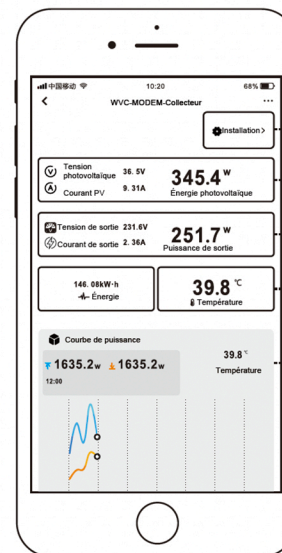 中国移动 10:20 68%
WVC-MODEM-Collecteur
Installation >
Tension photovoltaïque 36. 5V
Courant PV 9. 31A
345.4 W
Énergie photovoltaïque
Tension de sortie 231.6V
Courant de sortie 2. 36A
251.7 W
Puissance de sortie
146. 08kW·h
Énergie
39.8 °C
Température
Courbe de puissance
1635.2w 1635.2w
12:00
39.8 °C
Température